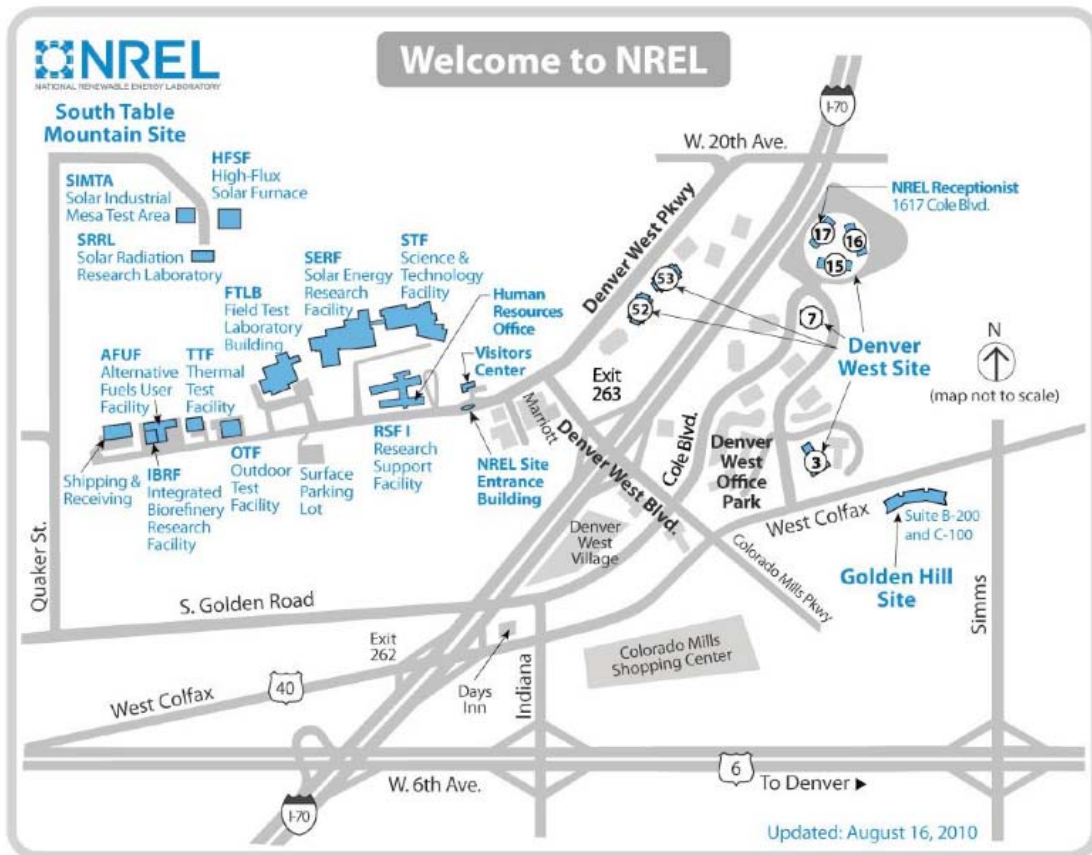 NREL
NATIONAL RENEWABLE ENERGY LABORATORY
Welcome to NREL
South Table
Mountain Site
I-70
W. 20th Ave.
HFSF
High-Flux
Solar Furnace
SIMTA
Solar Industrial
Mesa Test Area
SRRL
Solar Radiation
Research Laboratory
NREL Receptionist
1617 Cole Blvd.
Denver West Pkwy
17
16
15
53
52
7
STF
Science &
Technology
Facility
SERF
Solar Energy
Research
Facility
FTLB
Field Test
Laboratory
Building
Human
Resources
Office
Visitors
Center
Denver
West Site
N
(map not to scale)
AFUF
Alternative
Fuels User
Facility
TTF
Thermal
Test
Facility
Exit
263
Marriott
Denver West Blvd.
Cole Blvd.
Denver
West
Office
Park
3
Shipping &
Receiving
IBRF
Integrated
Biorefinery
Research
Facility
OTF
Outdoor
Test
Facility
Surface
Parking
Lot
RSF I
Research
Support
Facility
NREL Site
Entrance
Building
Denver
West
Village
West Colfax
Suite B-200
and C-100
Golden Hill
Site
Colorado Mills Pkwy
Quaker St.
Simms
S. Golden Road
Exit
262
Colorado Mills
Shopping Center
West Colfax
40
Days
Inn
Indiana
W. 6th Ave.
6
To Denver ▶
I-70
Updated: August 16, 2010